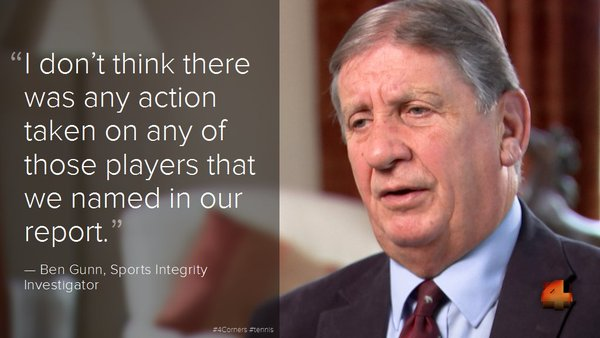 “I don’t think there
was any action
taken on any of
those players that
we named in our
report.”
— Ben Gunn, Sports Integrity
Investigator
#4Corners #tennis
4